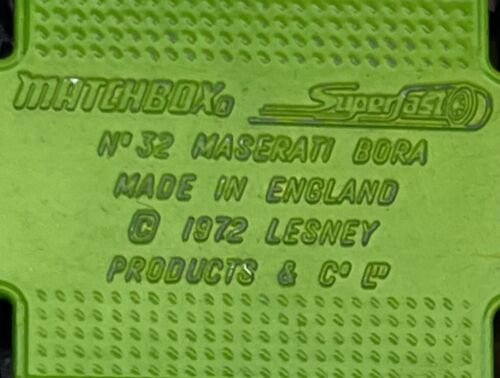 MATCHBOX® Superfast
Nº 32 MASERATI BORA
MADE IN ENGLAND
© 1972 LESNEY
PRODUCTS & Cº Lᵀᴰ